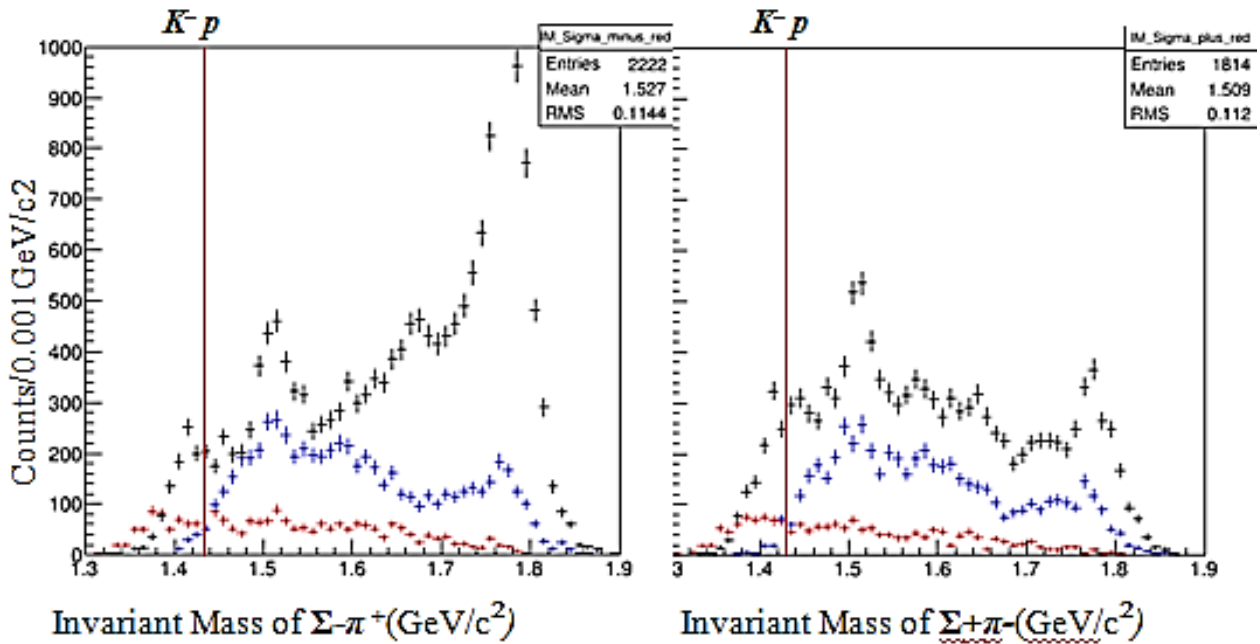 K⁻ p
K⁻ p
IM_Sigma_minus_red
Entries 2222
Mean 1.527
RMS 0.1144
IM_Sigma_plus_red
Entries 1814
Mean 1.509
RMS 0.112
Counts/0.001GeV/c2
1000
900
800
700
600
500
400
300
200
100
0
1.3 1.4 1.5 1.6 1.7 1.8 1.9
3 1.4 1.5 1.6 1.7 1.8 1.9
Invariant Mass of Σ-π⁺(GeV/c²)
Invariant Mass of Σ+π-(GeV/c²)